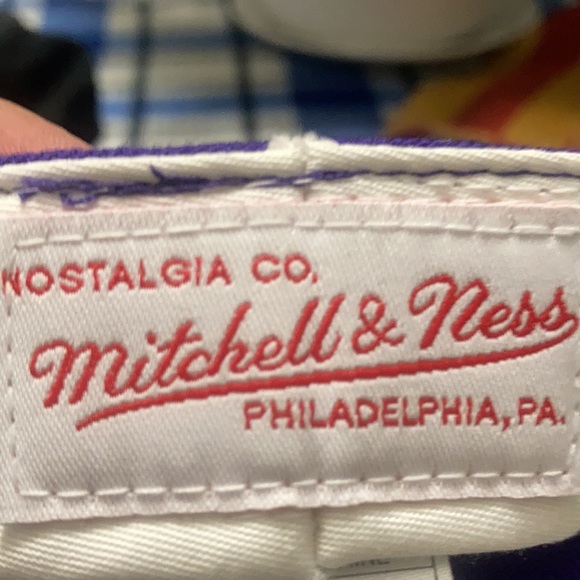 NOSTALGIA CO.
Mitchell & Ness
PHILADELPHIA, PA.